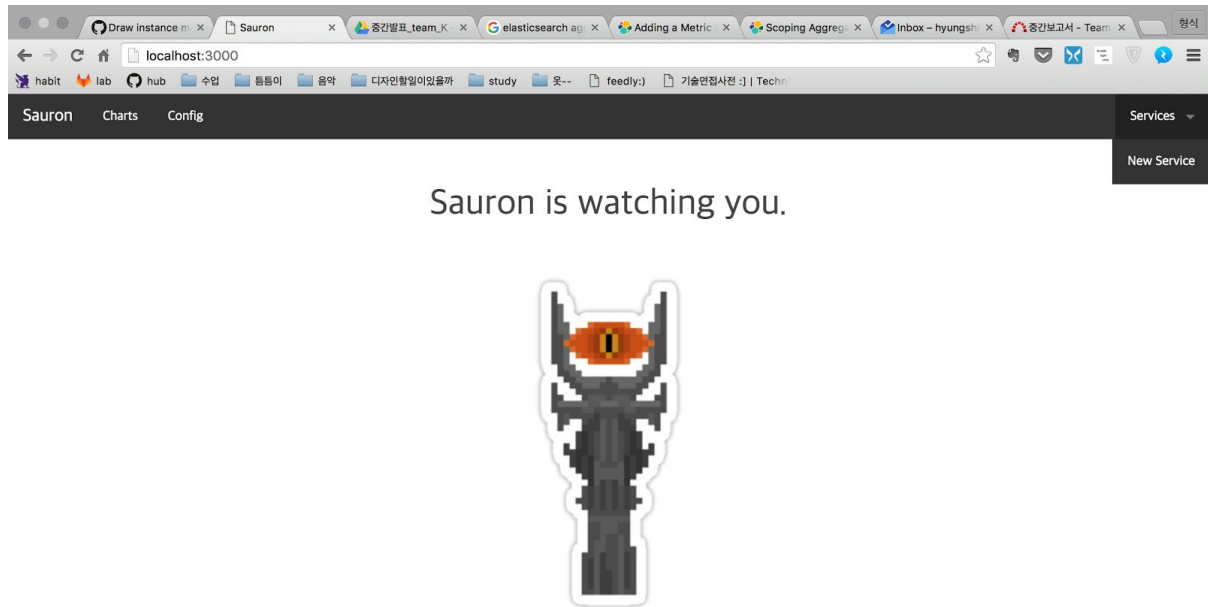 Draw instance m
Sauron
중간발표_team_K -
elasticsearch ag
Adding a Metric
Scoping Aggrega
Inbox – hyungshi
중간보고서 - Team
형식
localhost:3000
habit
lab
hub
수업
틈틈이
음악
디자인할일이있을까
study
옷--
feedly:)
기술면접사전 :] | Techn
Sauron Charts Config Services
New Service
Sauron is watching you.